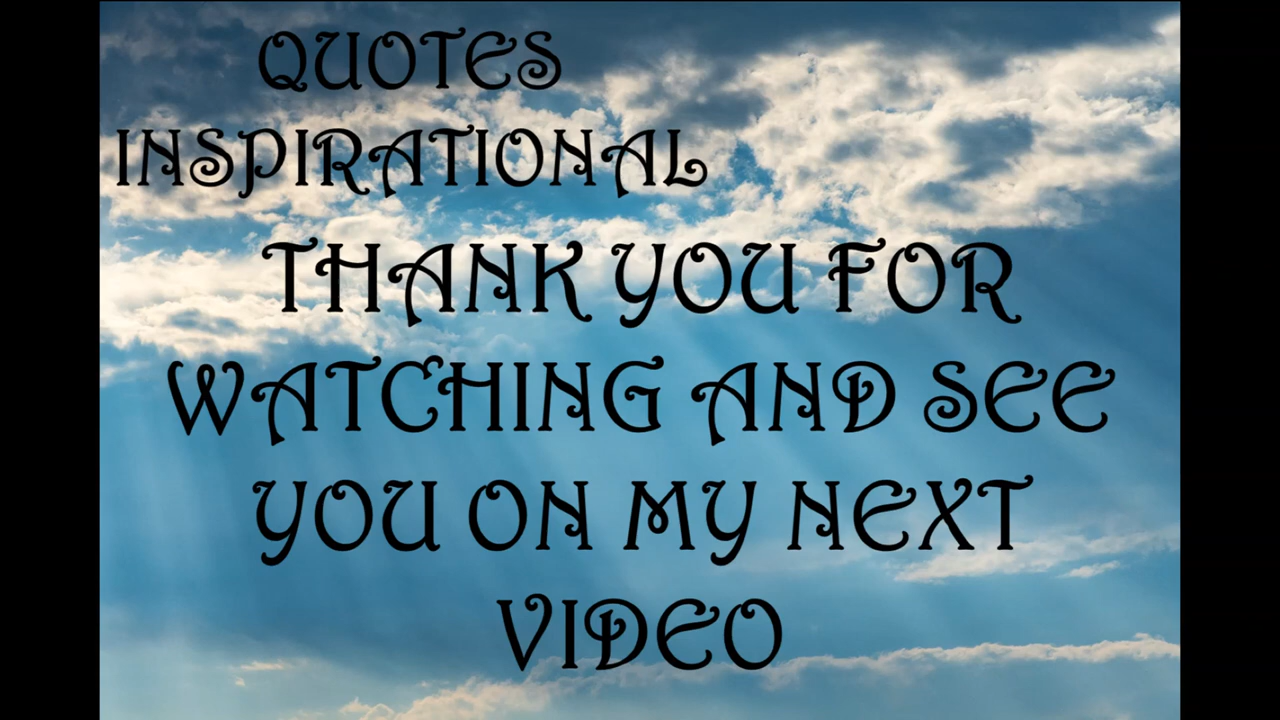 QUOTES
INSPIRATIONAL
THANK YOU FOR
WATCHING AND SEE
YOU ON MY NEXT
VIDEO